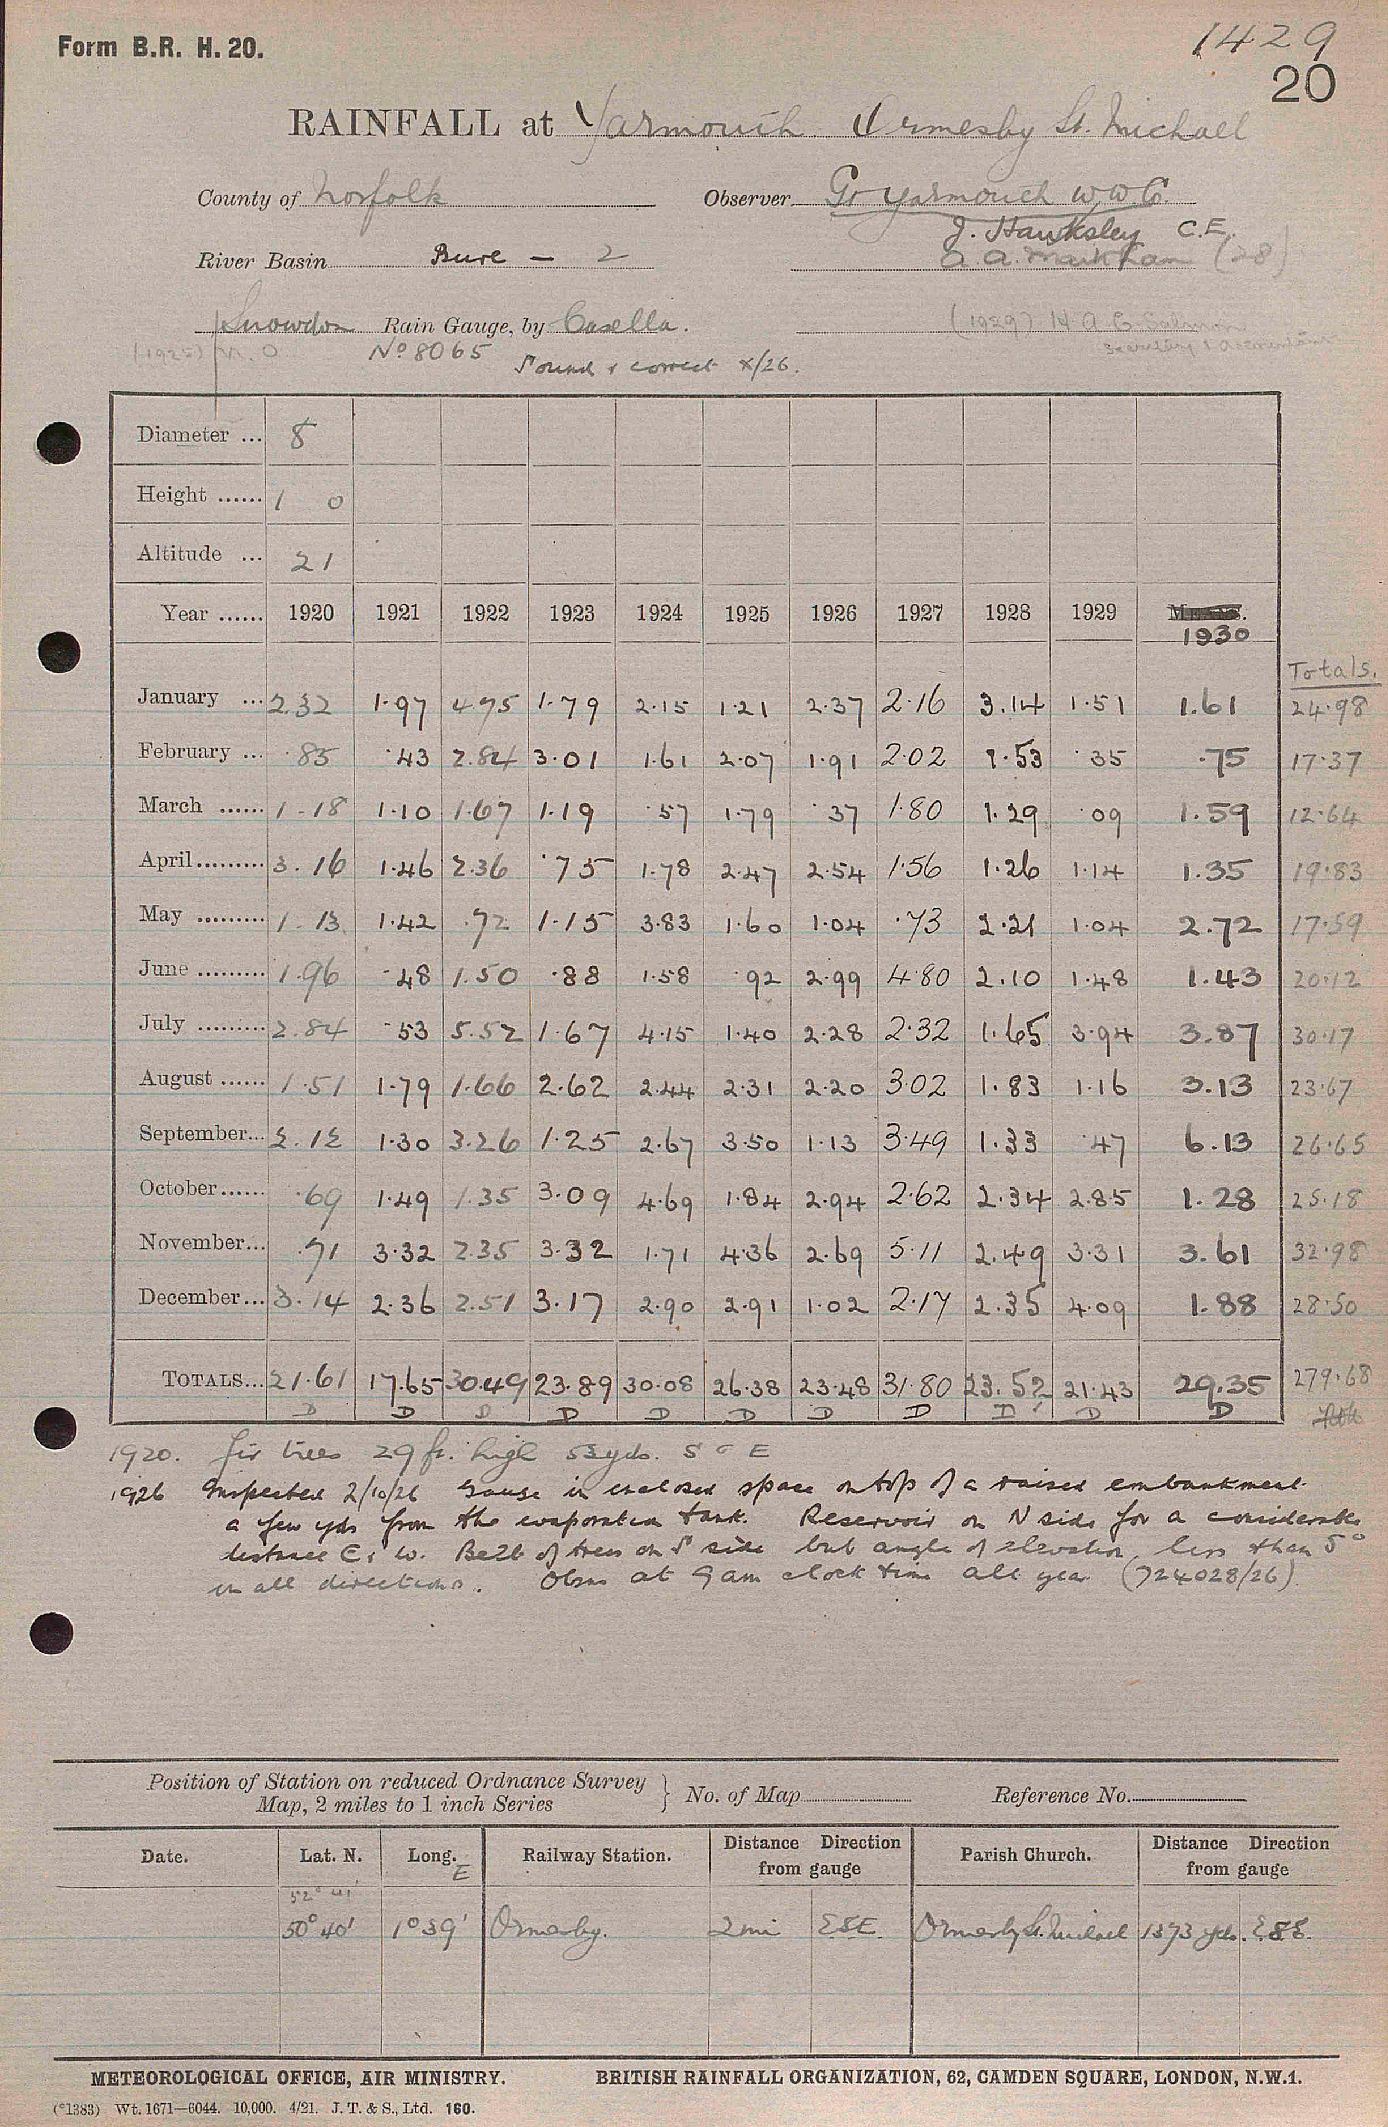 Form B.R. H. 20.
1429
20
RAINFALL at Yarmouth Ormesby St. Michael
County of Norfolk Observer Gt Yarmouth W.W.Co.
J. Hawksley C.E.
River Basin Bure — 2 A. A. Markham (28)
Snowdon Rain Gauge, by Casella. (1929) H A G Salmon
(1925) M.O Nº 8065 Secretary & Accountant
Sound & correct X/26.
Diameter ... 8
Height ...... 1 0
Altitude ... 21
Year ...... 1920 1921 1922 1923 1924 1925 1926 1927 1928 1929 1930
Totals.
January ... 2.32 1.97 4.75 1.79 2.15 1.21 2.37 2.16 3.14 1.51 1.61 24.98
February ... .85 .43 2.84 3.01 1.61 2.07 1.91 2.02 2.53 .35 .75 17.37
March ...... 1.18 1.10 1.67 1.19 .57 1.79 .37 1.80 1.29 .09 1.59 12.64
April ......... 3.16 1.46 2.36 .75 1.78 2.47 2.54 1.56 1.26 1.14 1.35 19.83
May ......... 1.13 1.42 .72 1.15 3.83 1.60 1.04 .73 2.21 1.04 2.72 17.59
June ......... 1.96 .48 1.50 .88 1.58 .92 2.99 4.80 2.10 1.48 1.43 20.12
July ......... 2.84 .53 5.52 1.67 4.15 1.40 2.28 2.32 1.65 3.94 3.87 30.17
August ...... 1.51 1.79 1.66 2.62 2.44 2.31 2.20 3.02 1.83 1.16 3.13 23.67
September... 2.12 1.30 3.26 1.25 2.67 3.50 1.13 3.49 1.33 .47 6.13 26.65
October...... .69 1.49 1.35 3.09 4.69 1.84 2.94 2.62 2.34 2.85 1.28 25.18
November... .71 3.32 2.35 3.32 1.71 4.36 2.69 5.11 2.49 3.31 3.61 32.98
December... 3.14 2.36 2.51 3.17 2.90 2.91 1.02 2.17 2.35 4.09 1.88 28.50
TOTALS... 21.61 17.65 30.49 23.89 30.08 26.38 23.48 31.80 23.52 21.43 29.35 279.68
D D D D D D D D D D D
1920. fir trees 29 ft. high 53 yds. S º E
1926 Inspected 2/10/26 Gauge in enclosed space on top of a raised embankment
a few yds from the evaporation tank. Reservoir on N side for a considerable
distance E & W. Belt of trees on S side but angle of elevation less than 5º
in all directions. Obsns at 9am clock time all year (724028/26)
Position of Station on reduced Ordnance Survey Map, 2 miles to 1 inch Series } No. of Map Reference No.
Date. Lat. N. Long. E Railway Station. Distance Direction from gauge Parish Church. Distance Direction from gauge
52° 41'
50° 40' 1° 39' Ormesby. 2 mi ESE Ormesby St. Michael 1373 yds. ESE.
METEOROLOGICAL OFFICE, AIR MINISTRY. BRITISH RAINFALL ORGANIZATION, 62, CAMDEN SQUARE, LONDON, N.W.1.
(*1383) Wt. 1671—6044. 10,000. 4/21. J. T. & S., Ltd. 160.